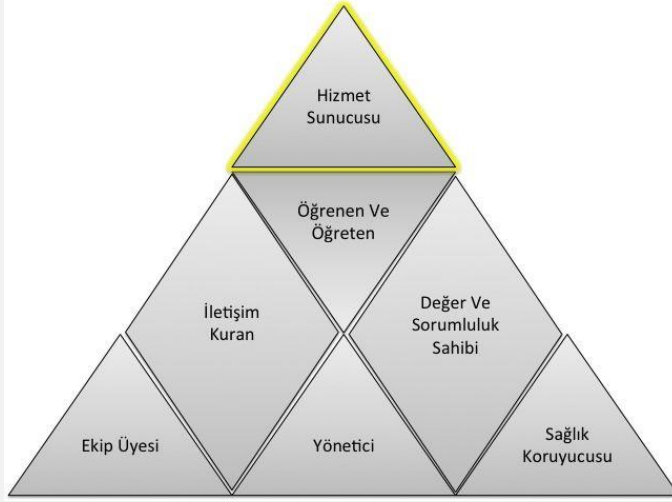 Hizmet
Sunucusu
Öğrenen Ve
Öğreten
İletişim
Kuran
Değer Ve
Sorumluluk
Sahibi
Ekip Üyesi
Yönetici
Sağlık
Koruyucusu